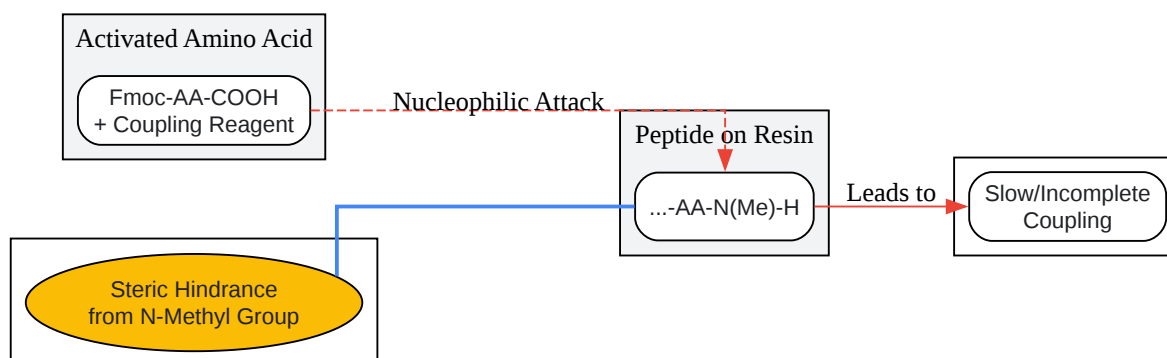 Activated Amino Acid
Fmoc-AA-COOH
+ Coupling Reagent
Nucleophilic Attack
Peptide on Resin
...-AA-N(Me)-H
Leads to
Slow/Incomplete
Coupling
Steric Hindrance
from N-Methyl Group